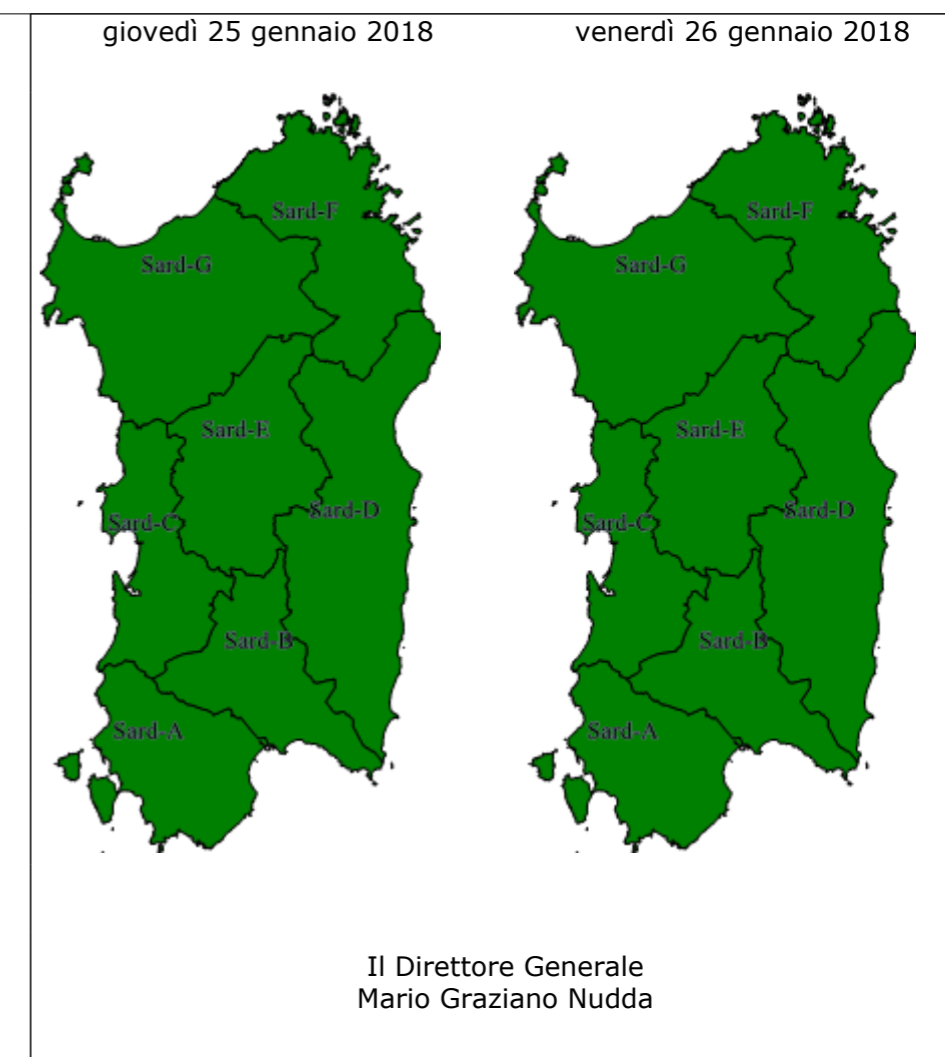 giovedì 25 gennaio 2018
venerdì 26 gennaio 2018
Sard-F
Sard-G
Sard-E
Sard-D
Sard-C
Sard-B
Sard-A
Sard-F
Sard-G
Sard-E
Sard-D
Sard-C
Sard-B
Sard-A
Il Direttore Generale
Mario Graziano Nudda